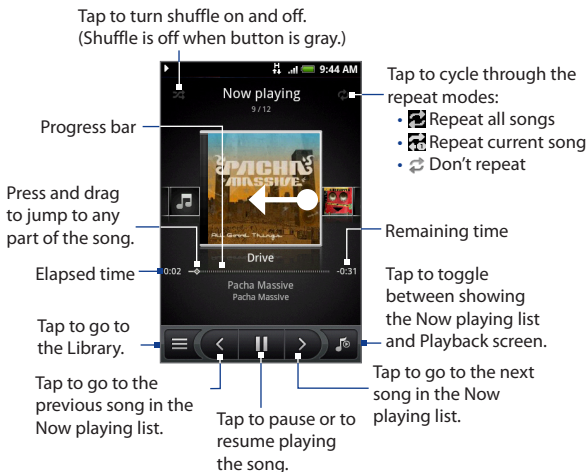 Tap to turn shuffle on and off.
(Shuffle is off when button is gray.)
H
9:44 AM
Now playing
9 / 12
Tap to cycle through the
repeat modes:
• Repeat all songs
• Repeat current song
• Don't repeat
Progress bar
PACHA
MASSIVE
All Good Things
Press and drag
to jump to any
part of the song.
Remaining time
Drive
Elapsed time
0:02
-0:31
Pacha Massive
Pacha Massive
Tap to toggle
between showing
the Now playing list
and Playback screen.
Tap to go to
the Library.
Tap to go to the
previous song in the
Now playing list.
Tap to pause or to
resume playing
the song.
Tap to go to the next
song in the Now
playing list.